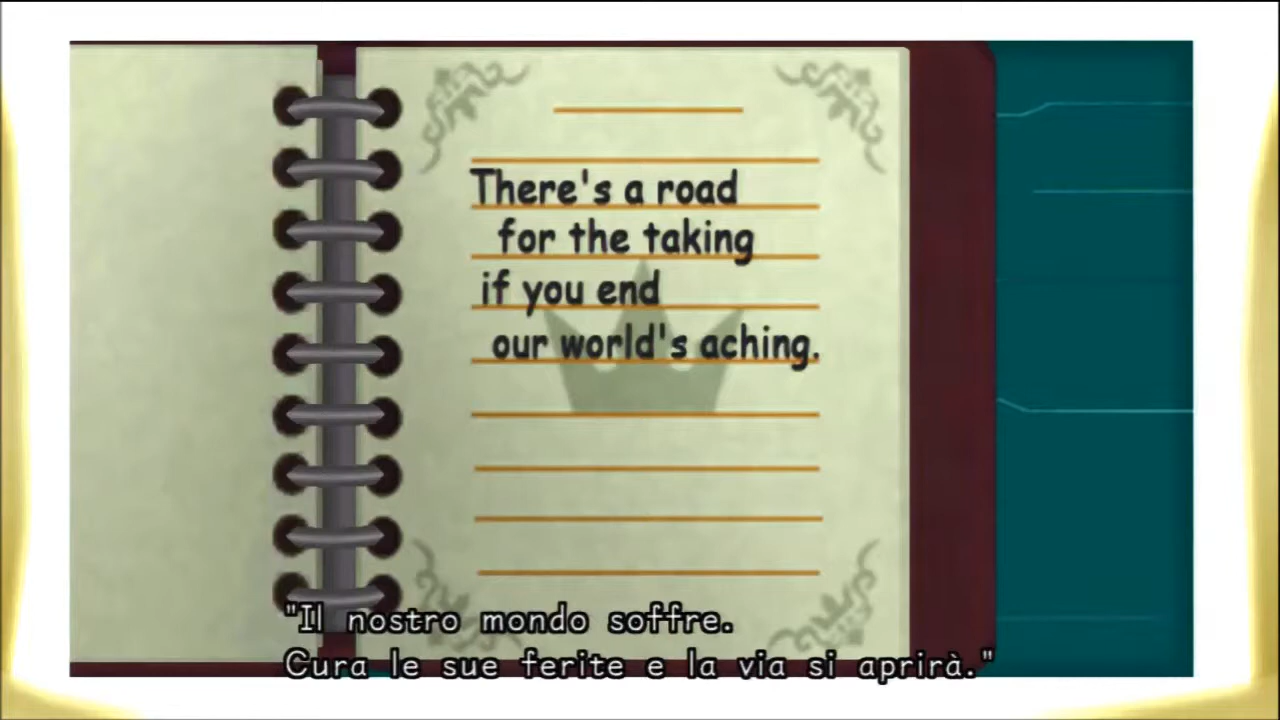 There's a road
for the taking
if you end
our world's aching.
"Il nostro mondo soffre.
Cura le sue ferite e la via si aprirà."